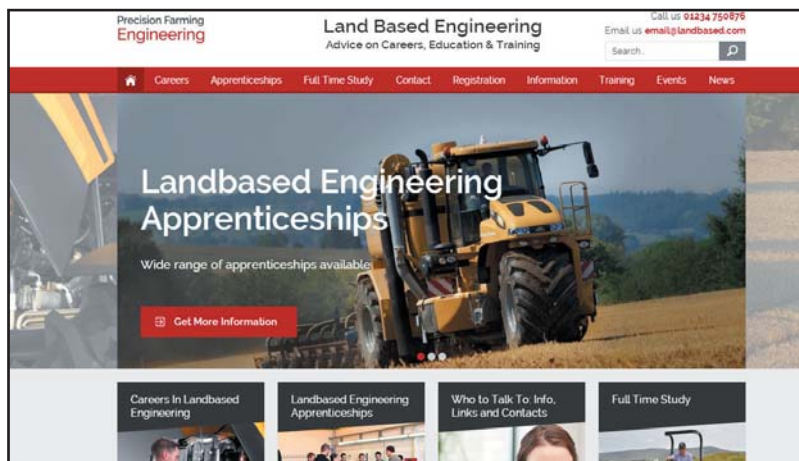 Precision Farming
Engineering
Land Based Engineering
Advice on Careers, Education & Training
Call us 01234 750876
Email us email@landbased.com
Search..
Careers Apprenticeships Full Time Study Contact Registration Information Training Events News
Landbased Engineering
Apprenticeships
Wide range of apprenticeships available
Get More Information
Careers In Landbased
Engineering
Landbased Engineering
Apprenticeships
Who to Talk To: Info,
Links and Contacts
Full Time Study